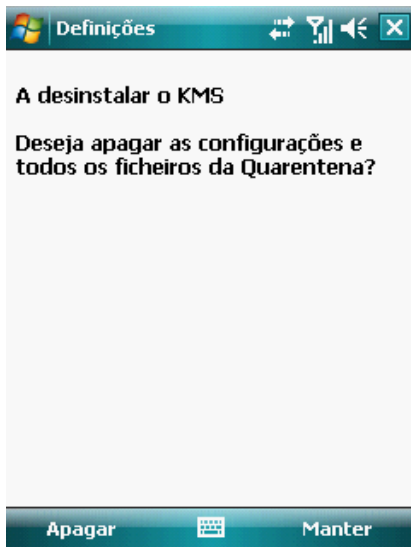 Definições
A desinstalar o KMS
Deseja apagar as configurações e
todos os ficheiros da Quarentena?
Apagar
Manter